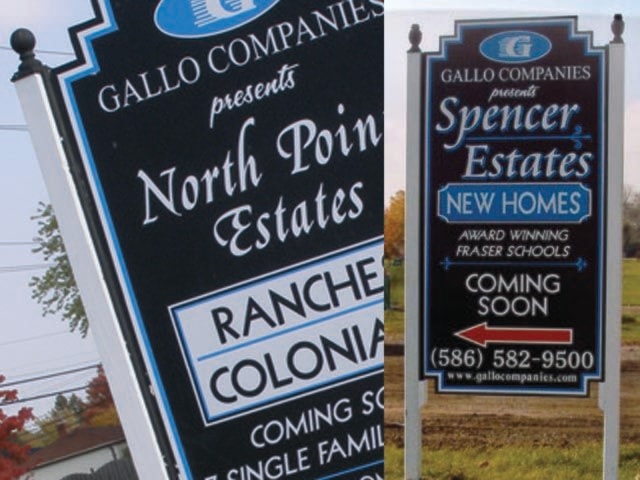 G
GALLO COMPANIES
presents
North Poin
Estates
RANCHE
COLONIA
COMING SO
7 SINGLE FAMIL
G
GALLO COMPANIES
presents
Spencer
Estates
NEW HOMES
AWARD WINNING
FRASER SCHOOLS
COMING
SOON
(586) 582-9500
www.gallocompanies.com